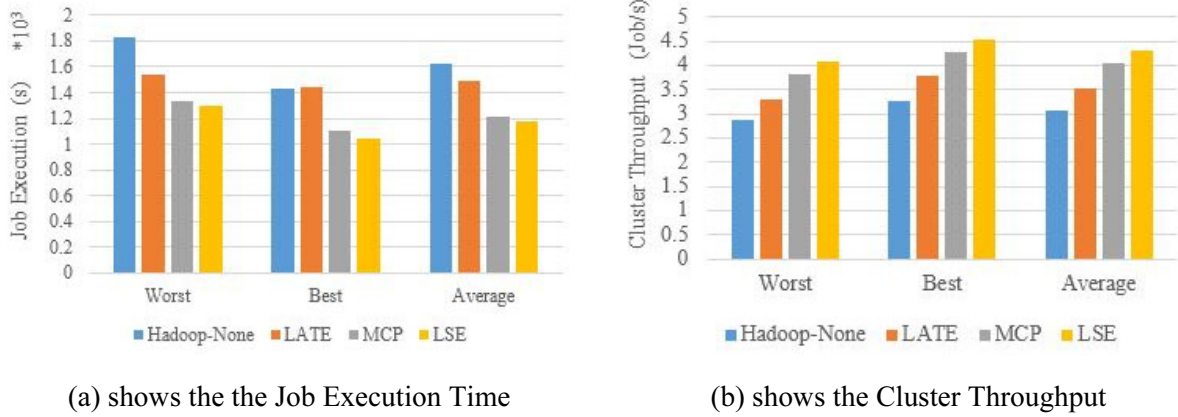 Job Execution (s) *10³
2
1.8
1.6
1.4
1.2
1
0.8
0.6
0.4
0.2
0
Worst Best Average
Hadoop-None LATE MCP LSE
(a) shows the the Job Execution Time
Cluster Throughput (Job/s)
5
4.5
4
3.5
3
2.5
2
1.5
1
0.5
0
Worst Best Average
Hadoop-None LATE MCP LSE
(b) shows the Cluster Throughput